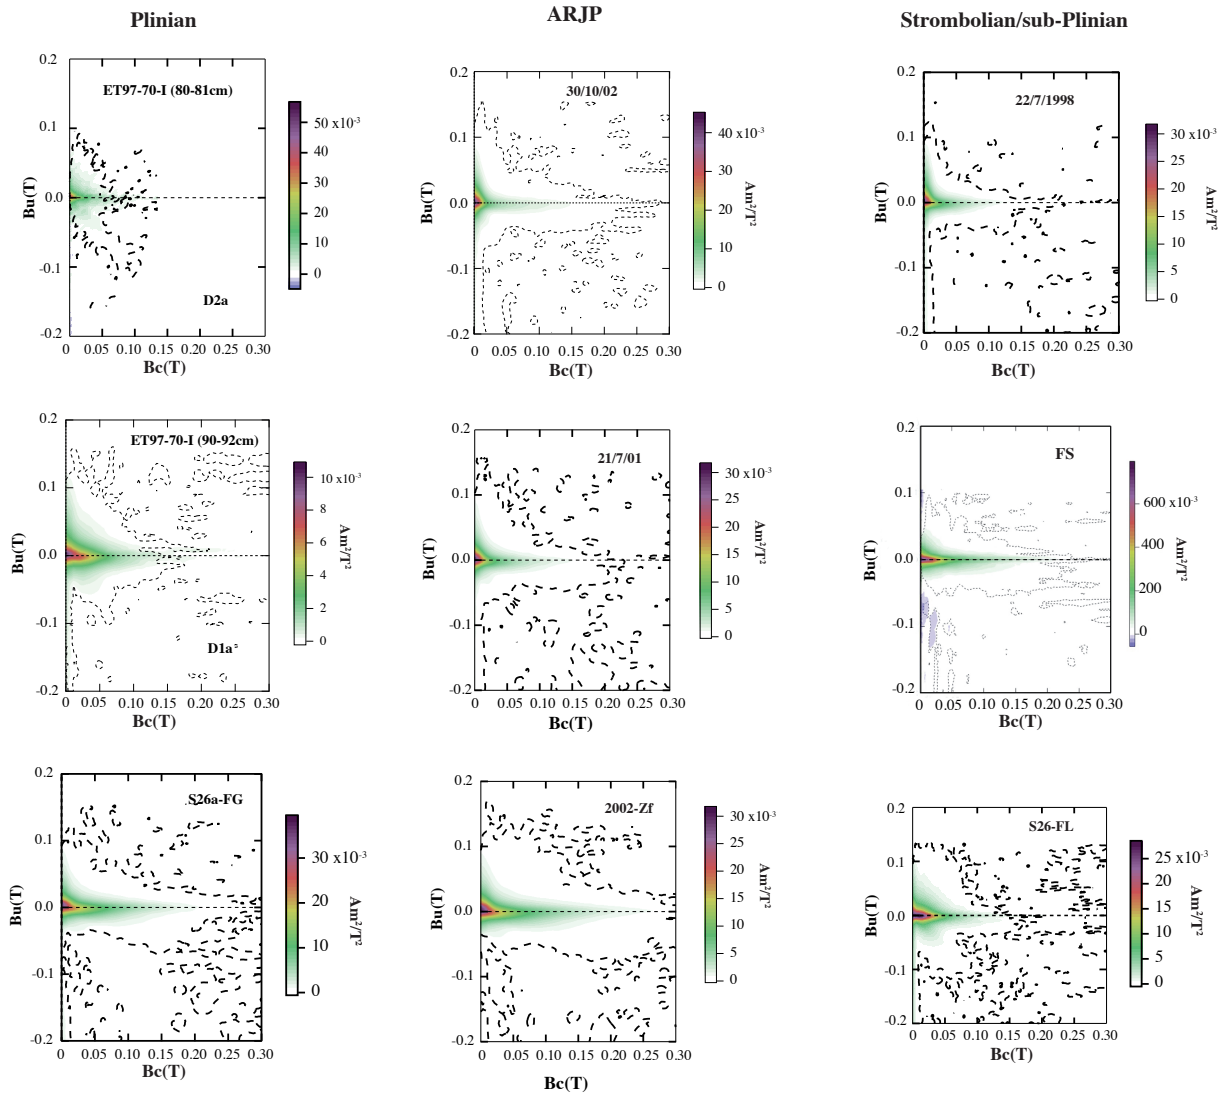 Plinian
ARJP
Strombolian/sub-Plinian
ET97-70-I (80-81cm)
D2a
Bu(T)
0.2
0.1
0.0
-0.1
-0.2
0 0.05 0.10 0.15 0.20 0.25 0.30
Bc(T)
50 x10⁻³
40
30
20
10
0
30/10/02
Bu(T)
0.2
0.1
0.0
-0.1
-0.2
0 0.05 0.10 0.15 0.20 0.25 0.30
Bc(T)
40 x10⁻³
30
20
10
0
Am²/T²
22/7/1998
Bu(T)
0.2
0.1
0.0
-0.1
-0.2
0 0.05 0.10 0.15 0.20 0.25 0.30
Bc(T)
30 x10⁻³
25
20
15
10
5
0
Am²/T²
ET97-70-I (90-92cm)
D1a
Bu(T)
0.2
0.1
0.0
-0.1
-0.2
0 0.05 0.10 0.15 0.20 0.25 0.30
Bc(T)
10 x10⁻³
8
6
4
2
0
Am²/T²
21/7/01
Bu(T)
0.2
0.1
0.0
-0.1
-0.2
0 0.05 0.10 0.15 0.20 0.25 0.30
Bc(T)
30 x10⁻³
25
20
15
10
5
0
Am²/T²
FS
Bu(T)
0.2
0.1
0.0
-0.1
-0.2
0 0.05 0.10 0.15 0.20 0.25 0.30
Bc(T)
600 x10⁻³
400
200
0
Am²/T²
S26a-FG
Bu(T)
0.2
0.1
0.0
-0.1
-0.2
0 0.05 0.10 0.15 0.20 0.25 0.30
Bc(T)
30 x10⁻³
20
10
0
Am²/T²
2002-Zf
Bu(T)
0.2
0.1
0.0
-0.1
-0.2
0 0.05 0.10 0.15 0.20 0.25 0.30
Bc(T)
30 x10⁻³
25
20
15
10
5
0
Am²/T²
S26-FL
Bu(T)
0.2
0.1
0.0
-0.1
-0.2
0 0.05 0.10 0.15 0.20 0.25 0.30
Bc(T)
25 x10⁻³
20
15
10
5
0
Am²/T²